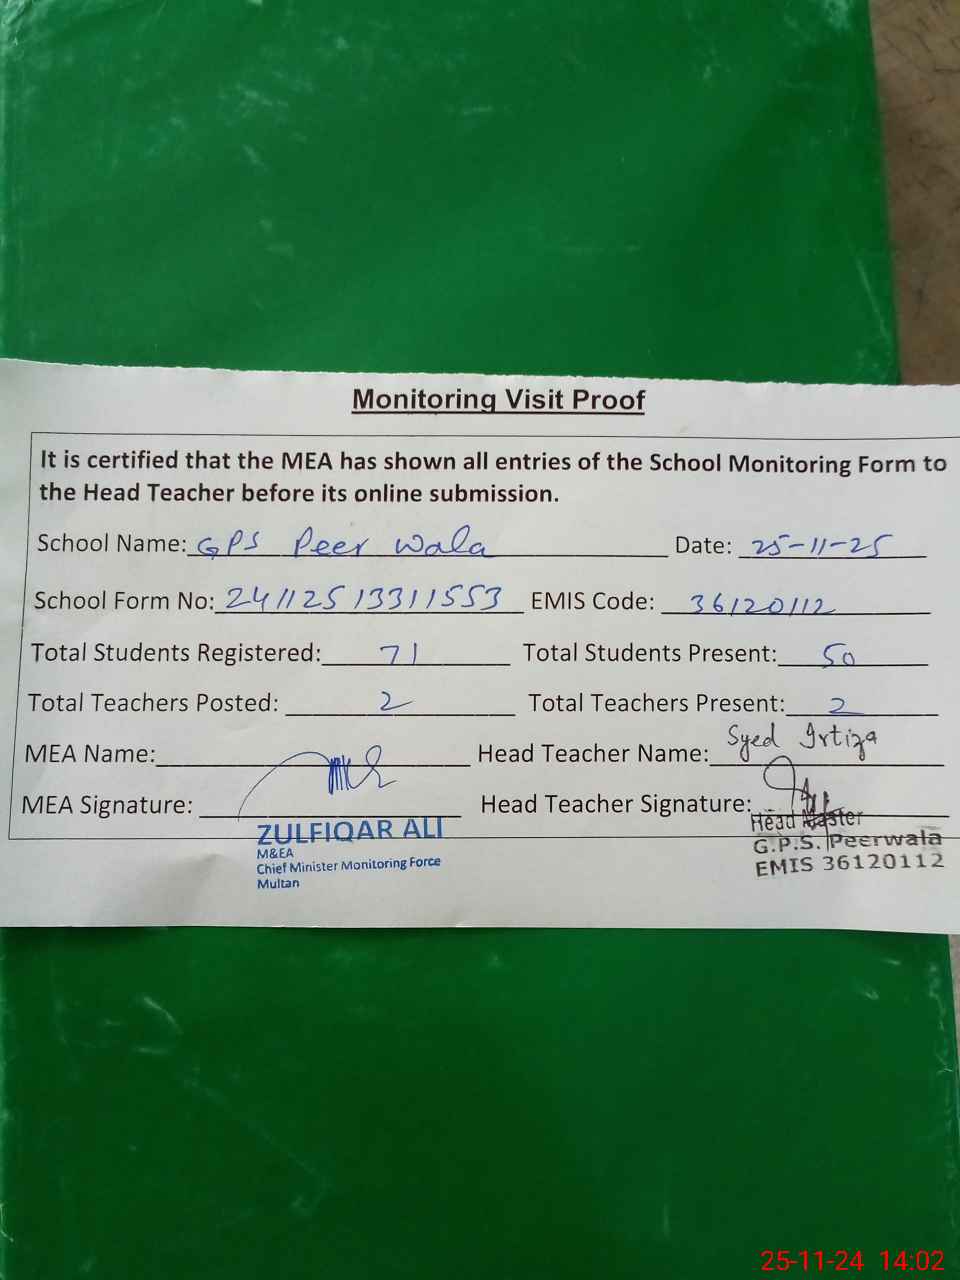 Monitoring Visit Proof
It is certified that the MEA has shown all entries of the School Monitoring Form to
the Head Teacher before its online submission.
School Name: GPS Peer Wala Date: 25-11-25
School Form No: 24112513311553 EMIS Code: 36120112
Total Students Registered: 71 Total Students Present: 50
Total Teachers Posted: 2 Total Teachers Present: 2
MEA Name: Head Teacher Name: Syed Irtiza
MEA Signature: Head Teacher Signature:
ZULFIQAR ALI
M&EA
Chief Minister Monitoring Force
Multan
Head Master
G.P.S. Peerwala
EMIS 36120112
25-11-24 14:02